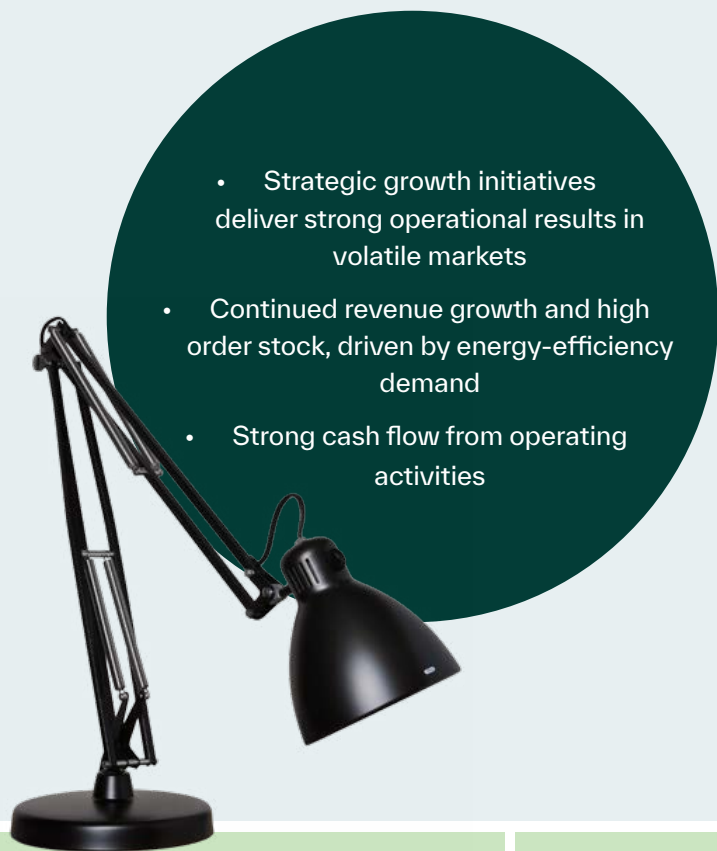 • Strategic growth initiatives
deliver strong operational results in
volatile markets
• Continued revenue growth and high
order stock, driven by energy-efficiency
demand
• Strong cash flow from operating
activities